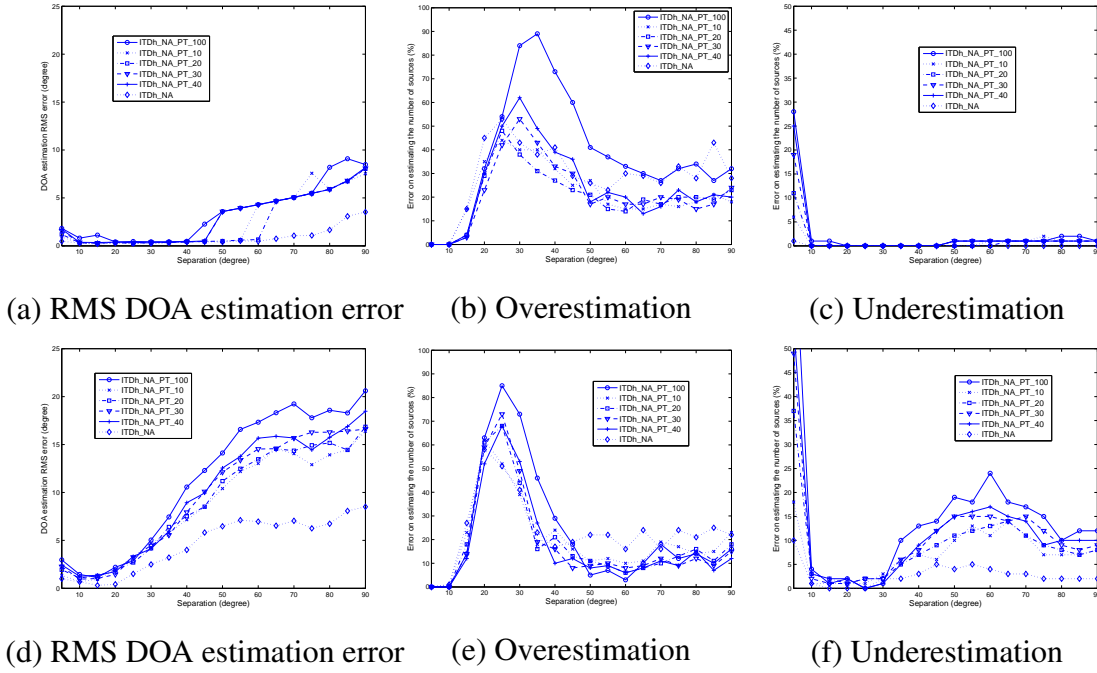 25
20
15
10
5
0
DOA estimation RMS error (degree)
10 20 30 40 50 60 70 80 90
Separation (degree)
ITDh_NA_PT_100
ITDh_NA_PT_10
ITDh_NA_PT_20
ITDh_NA_PT_30
ITDh_NA_PT_40
ITDh_NA
(a) RMS DOA estimation error
100
90
80
70
60
50
40
30
20
10
0
Error on estimating the number of sources (%)
10 20 30 40 50 60 70 80 90
Separation (degree)
ITDh_NA_PT_100
ITDh_NA_PT_10
ITDh_NA_PT_20
ITDh_NA_PT_30
ITDh_NA_PT_40
ITDh_NA
(b) Overestimation
50
45
40
35
30
25
20
15
10
5
0
Error on estimating the number of sources (%)
10 20 30 40 50 60 70 80 90
Separation (degree)
ITDh_NA_PT_100
ITDh_NA_PT_10
ITDh_NA_PT_20
ITDh_NA_PT_30
ITDh_NA_PT_40
ITDh_NA
(c) Underestimation
25
20
15
10
5
0
DOA estimation RMS error (degree)
10 20 30 40 50 60 70 80 90
Separation (degree)
ITDh_NA_PT_100
ITDh_NA_PT_10
ITDh_NA_PT_20
ITDh_NA_PT_30
ITDh_NA_PT_40
ITDh_NA
(d) RMS DOA estimation error
100
90
80
70
60
50
40
30
20
10
0
Error on estimating the number of sources (%)
10 20 30 40 50 60 70 80 90
Separation (degree)
ITDh_NA_PT_100
ITDh_NA_PT_10
ITDh_NA_PT_20
ITDh_NA_PT_30
ITDh_NA_PT_40
ITDh_NA
(e) Overestimation
50
45
40
35
30
25
20
15
10
5
0
Error on estimating the number of sources (%)
10 20 30 40 50 60 70 80 90
Separation (degree)
ITDh_NA_PT_100
ITDh_NA_PT_10
ITDh_NA_PT_20
ITDh_NA_PT_30
ITDh_NA_PT_40
ITDh_NA
(f) Underestimation